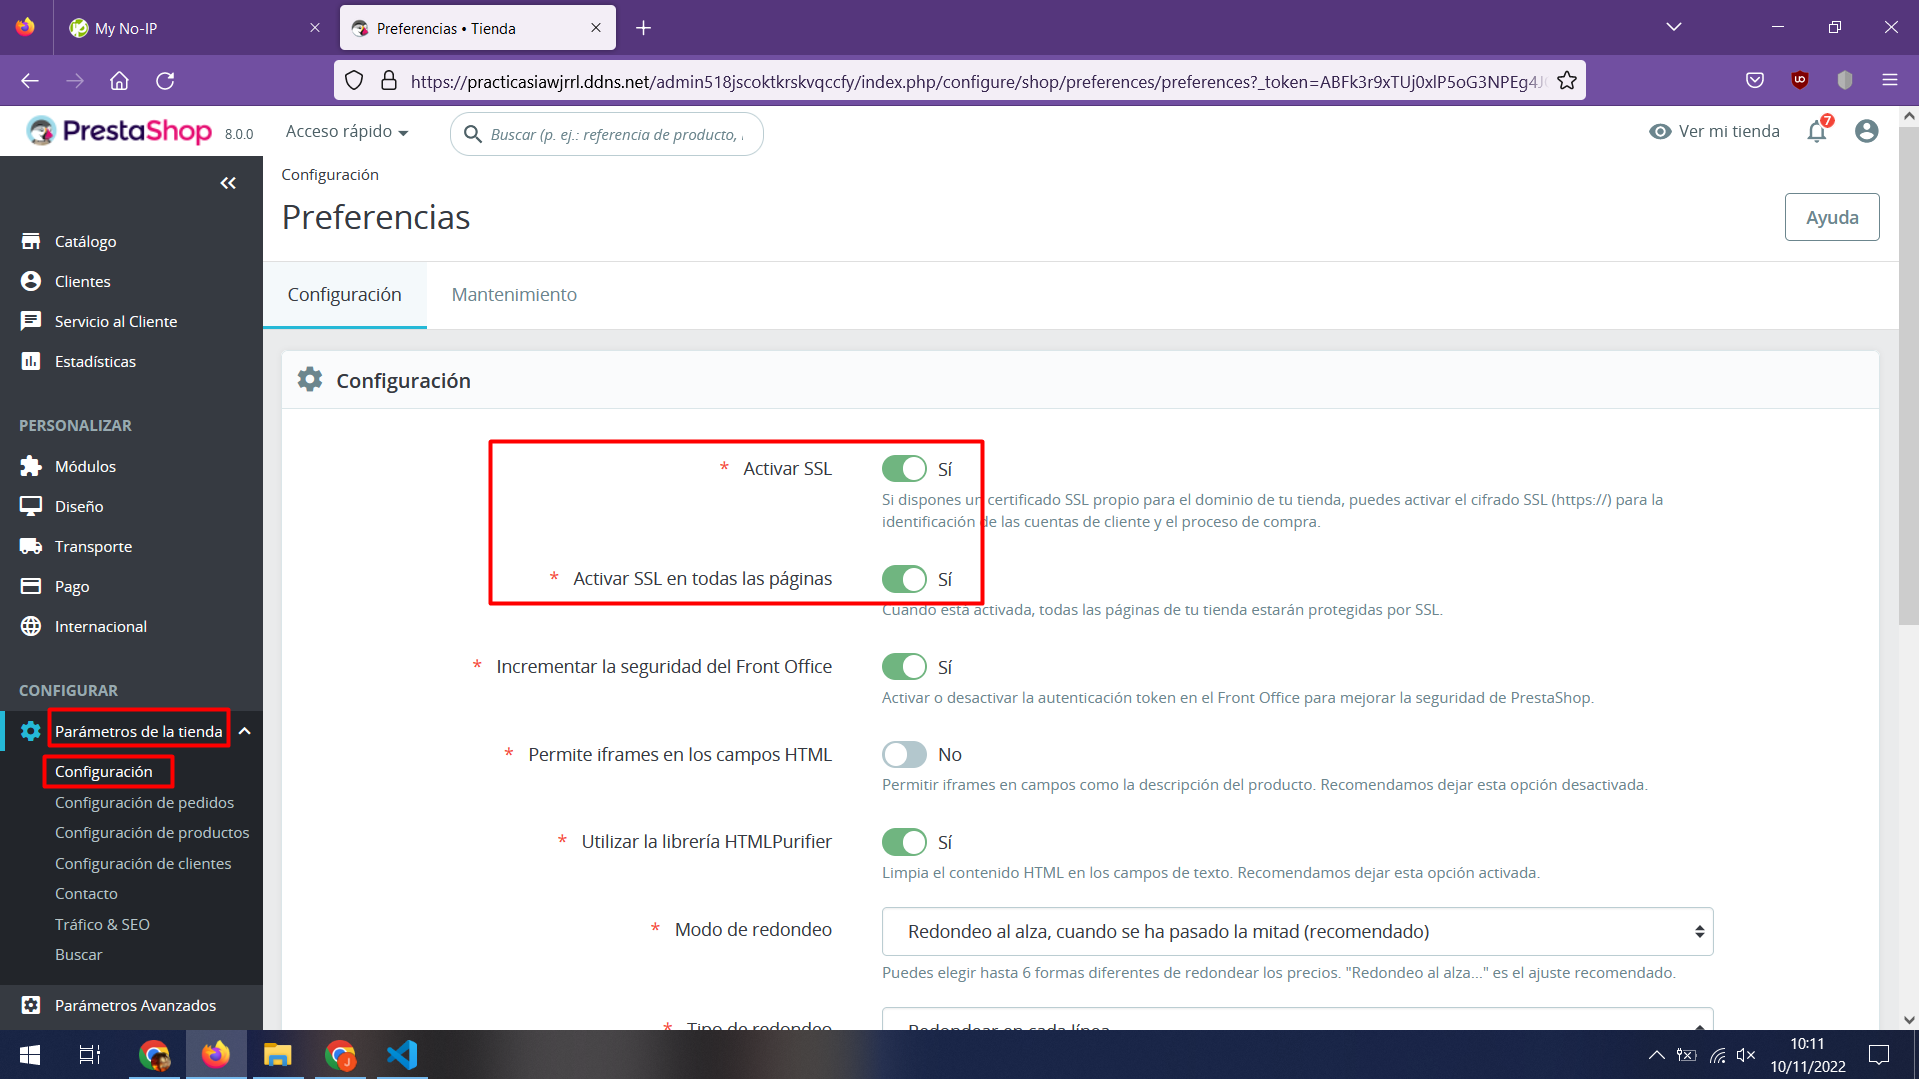 My No-IP
Preferencias • Tienda
https://practicasiawjrrl.ddns.net/admin518jscoktkrskvqccfy/index.php/configure/shop/preferences/preferences?_token=ABFk3r9xTUj0xlP5oG3NPEg4J
PrestaShop 8.0.0
Acceso rápido
Buscar (p. ej.: referencia de producto,
Ver mi tienda
7
Configuración
Preferencias
Ayuda
Configuración
Mantenimiento
Catálogo
Clientes
Servicio al Cliente
Estadísticas
PERSONALIZAR
Módulos
Diseño
Transporte
Pago
Internacional
CONFIGURAR
Parámetros de la tienda
Configuración
Configuración de pedidos
Configuración de productos
Configuración de clientes
Contacto
Tráfico & SEO
Buscar
Parámetros Avanzados
Configuración
* Activar SSL
Sí
Si dispones un certificado SSL propio para el dominio de tu tienda, puedes activar el cifrado SSL (https://) para la
identificación de las cuentas de cliente y el proceso de compra.
* Activar SSL en todas las páginas
Sí
Cuando está activada, todas las páginas de tu tienda estarán protegidas por SSL.
* Incrementar la seguridad del Front Office
Sí
Activar o desactivar la autenticación token en el Front Office para mejorar la seguridad de PrestaShop.
* Permite iframes en los campos HTML
No
Permitir iframes en campos como la descripción del producto. Recomendamos dejar esta opción desactivada.
* Utilizar la librería HTMLPurifier
Sí
Limpia el contenido HTML en los campos de texto. Recomendamos dejar esta opción activada.
* Modo de redondeo
Redondeo al alza, cuando se ha pasado la mitad (recomendado)
Puedes elegir hasta 6 formas diferentes de redondear los precios. "Redondeo al alza..." es el ajuste recomendado.
* Tipo de redondeo
Redondear en cada línea
10:11
10/11/2022